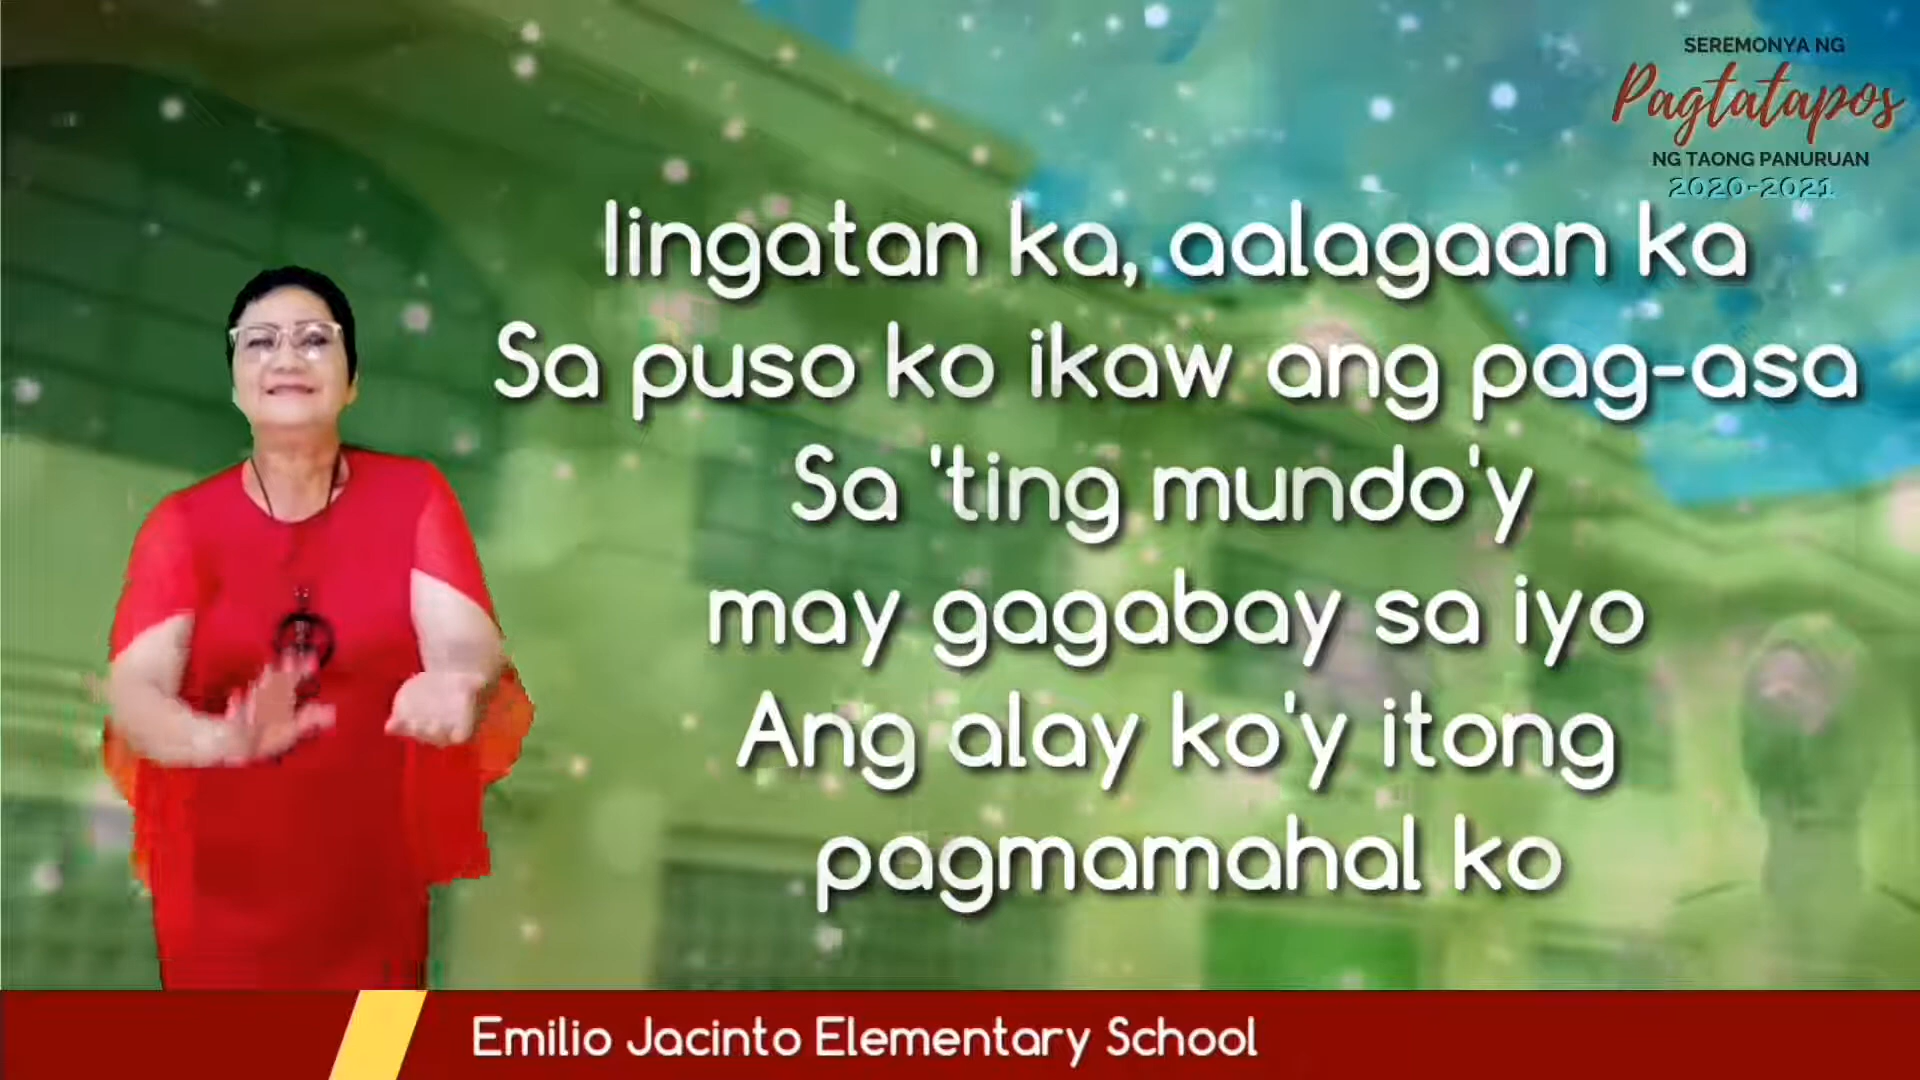 SEREMONYA NG
Pagtatapos
NG TAONG PANURUAN
2020-2021
Iingatan ka, aalagaan ka
Sa puso ko ikaw ang pag-asa
Sa 'ting mundo'y
may gagabay sa iyo
Ang alay ko'y itong
pagmamahal ko
Emilio Jacinto Elementary School